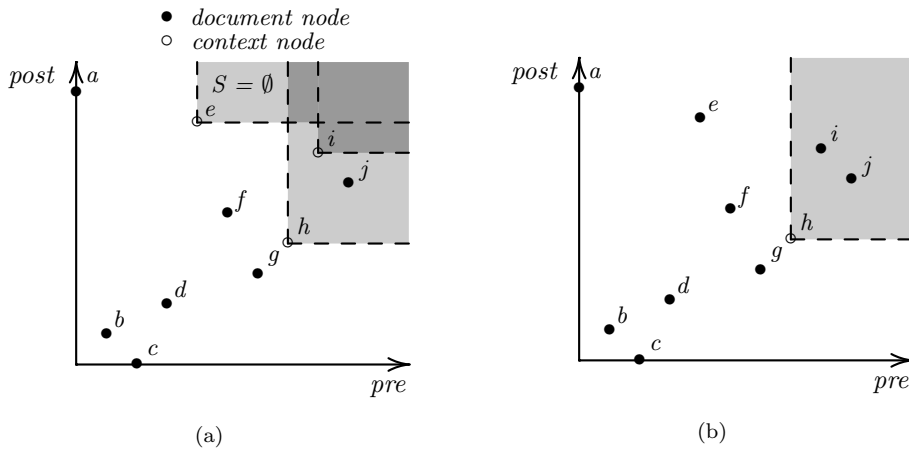 ● document node
○ context node
post
a
S = ∅
e
i
j
f
h
g
d
b
c
pre
(a)
post
a
e
i
j
f
h
g
d
b
c
pre
(b)